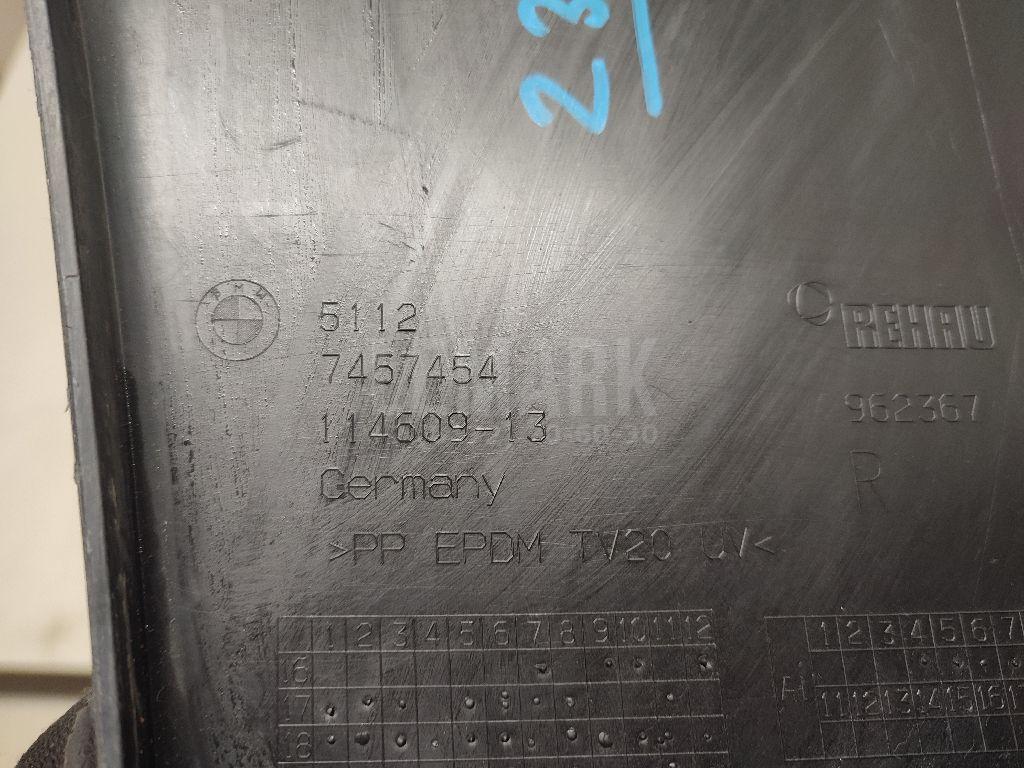 23
BMW
5112
7457454
114609-13
Germany
>PP EPDM TV20 UV<
REHAU
962367
R
MARK
1 2 3 4 5 6 7 8 9 10 11 12
16
17
18
1 2 3 4 5 6 7
11 12 13 14 15 16